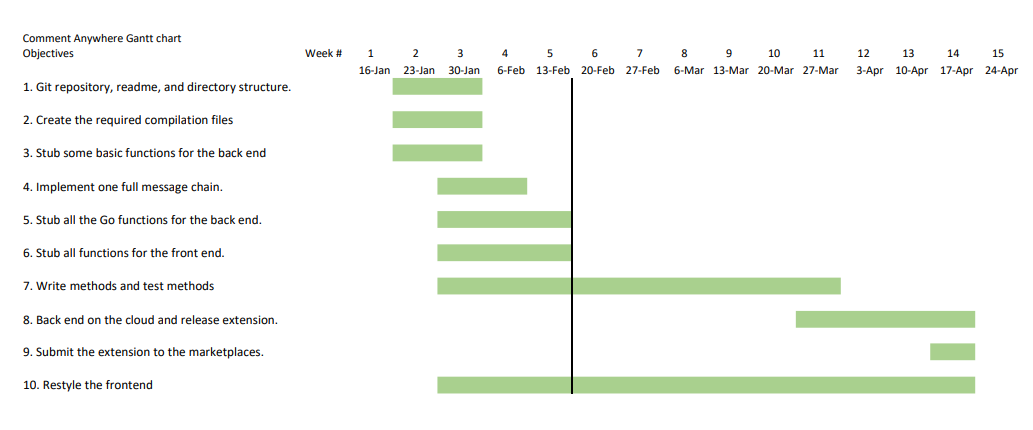 Comment Anywhere Gantt chart
Objectives Week # 1 2 3 4 5 6 7 8 9 10 11 12 13 14 15
16-Jan 23-Jan 30-Jan 6-Feb 13-Feb 20-Feb 27-Feb 6-Mar 13-Mar 20-Mar 27-Mar 3-Apr 10-Apr 17-Apr 24-Apr
1. Git repository, readme, and directory structure.
2. Create the required compilation files
3. Stub some basic functions for the back end
4. Implement one full message chain.
5. Stub all the Go functions for the back end.
6. Stub all functions for the front end.
7. Write methods and test methods
8. Back end on the cloud and release extension.
9. Submit the extension to the marketplaces.
10. Restyle the frontend